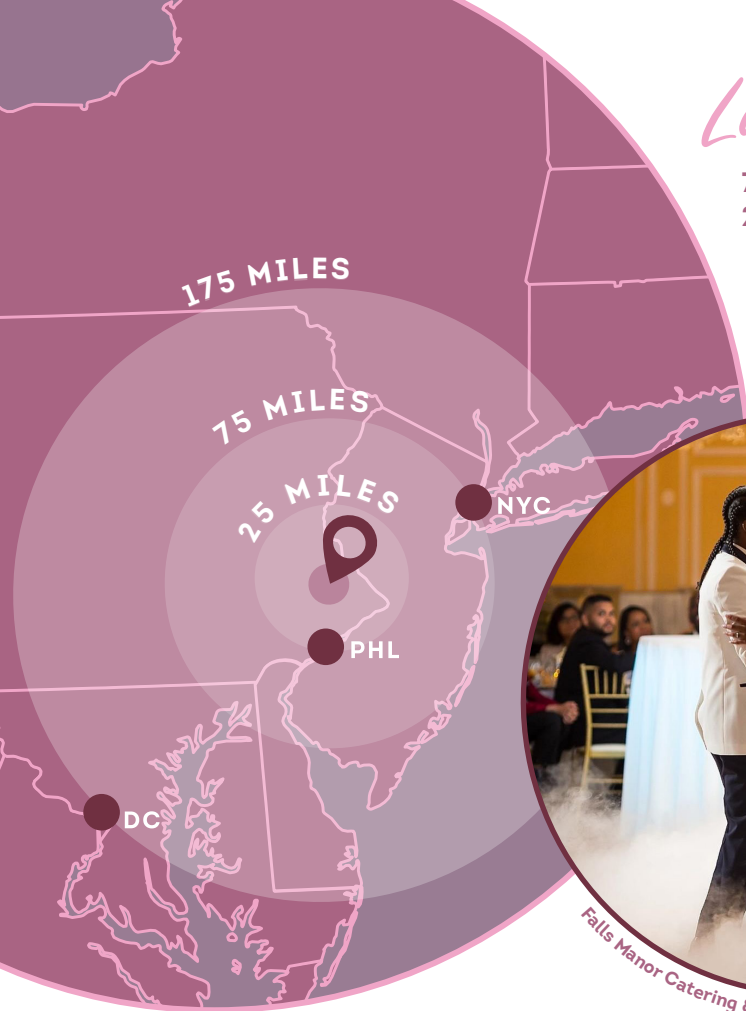 175 MILES
75 MILES
25 MILES
NYC
PHL
DC
Falls Manor Catering &